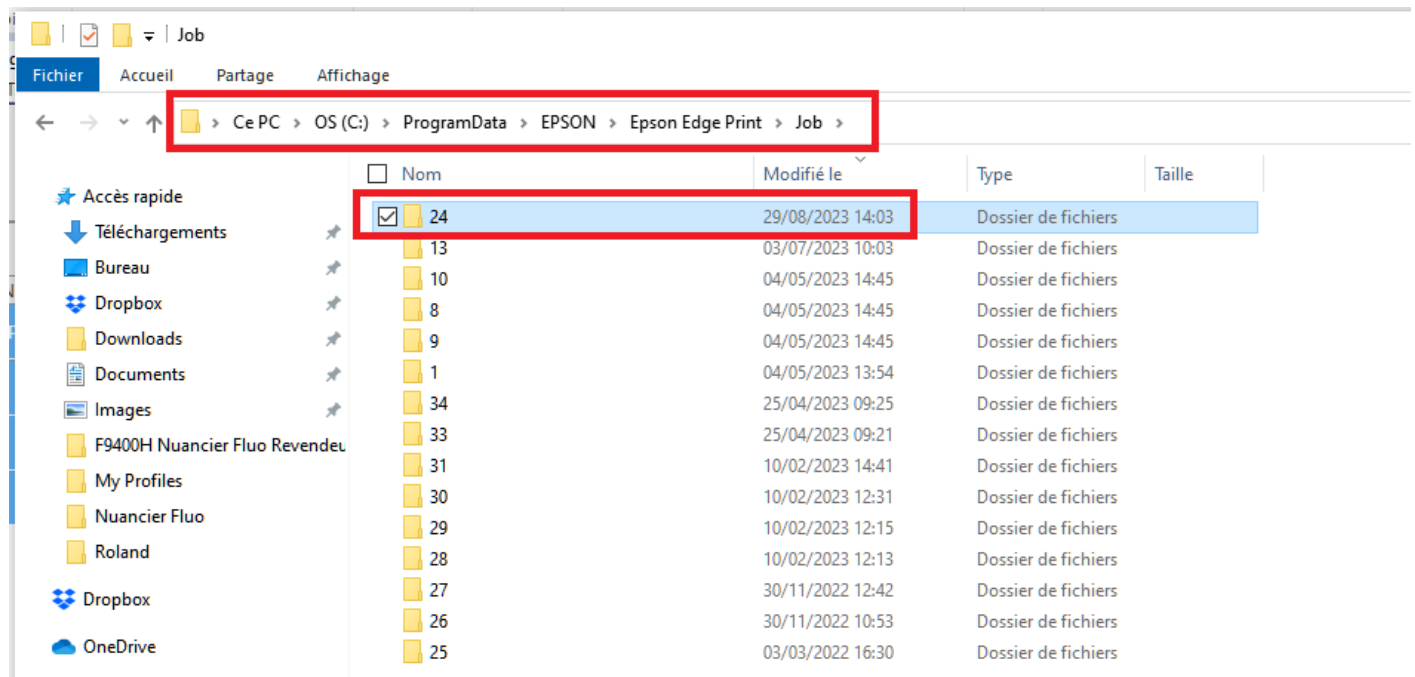 Job
Fichier Accueil Partage Affichage
Ce PC > OS (C:) > ProgramData > EPSON > Epson Edge Print > Job >
Nom Modifié le Type Taille
Accès rapide
Téléchargements
Bureau
Dropbox
Downloads
Documents
Images
F9400H Nuancier Fluo Revendeu
My Profiles
Nuancier Fluo
Roland
Dropbox
OneDrive
24 29/08/2023 14:03 Dossier de fichiers
13 03/07/2023 10:03 Dossier de fichiers
10 04/05/2023 14:45 Dossier de fichiers
8 04/05/2023 14:45 Dossier de fichiers
9 04/05/2023 14:45 Dossier de fichiers
1 04/05/2023 13:54 Dossier de fichiers
34 25/04/2023 09:25 Dossier de fichiers
33 25/04/2023 09:21 Dossier de fichiers
31 10/02/2023 14:41 Dossier de fichiers
30 10/02/2023 12:31 Dossier de fichiers
29 10/02/2023 12:15 Dossier de fichiers
28 10/02/2023 12:13 Dossier de fichiers
27 30/11/2022 12:42 Dossier de fichiers
26 30/11/2022 10:53 Dossier de fichiers
25 03/03/2022 16:30 Dossier de fichiers